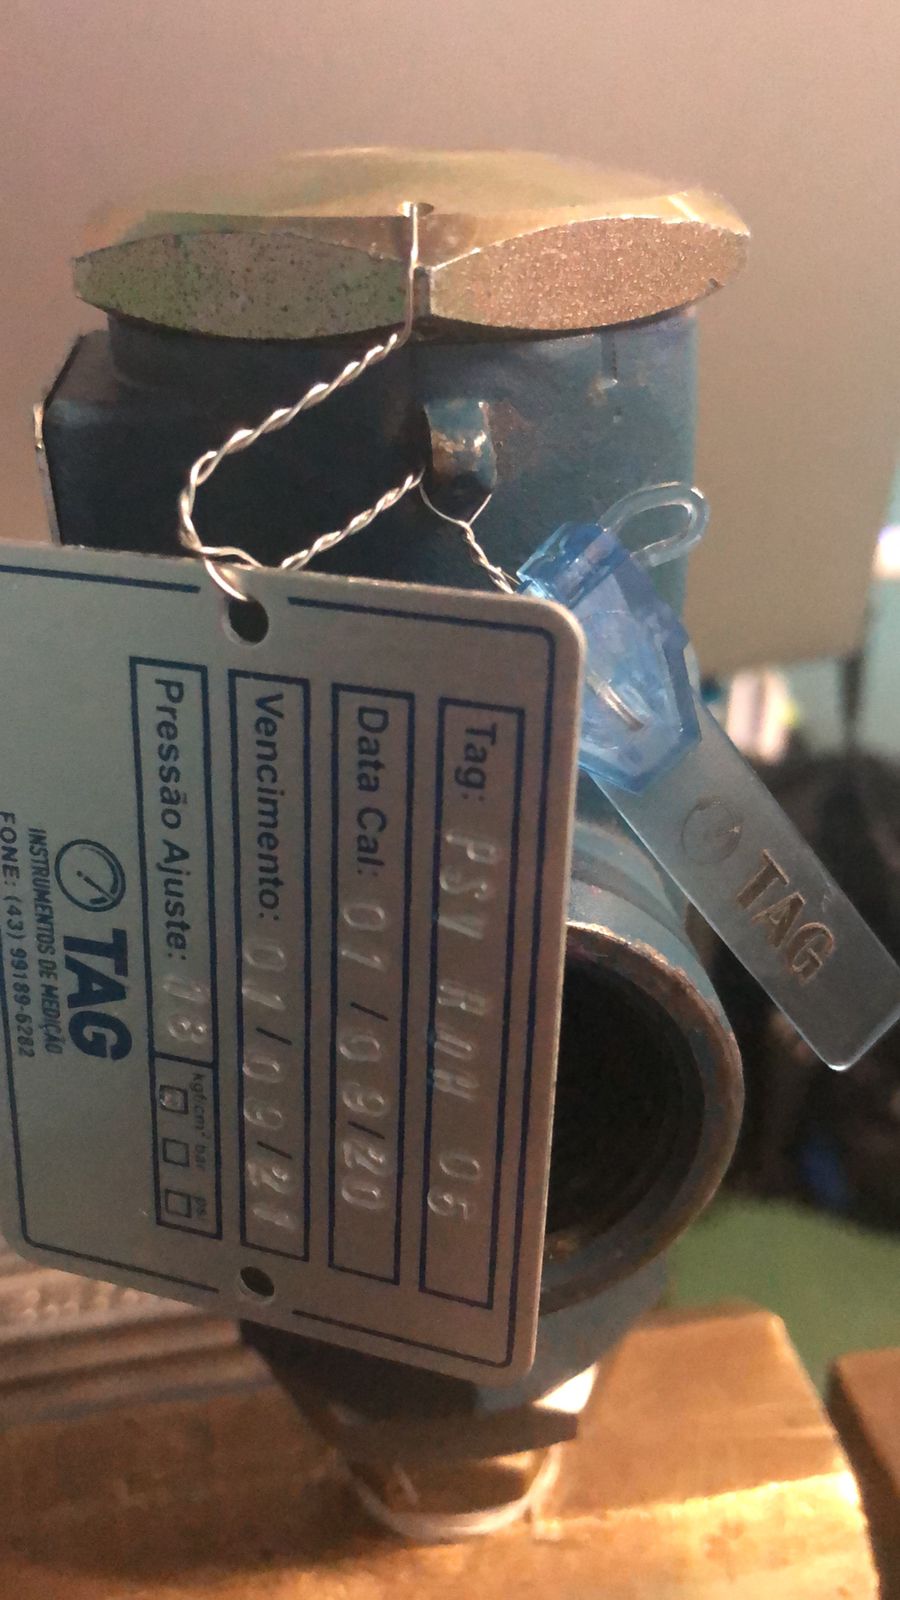 Tag: PSV RUH 05
Data Cal: 01/09/20
Vencimento: 01/09/21
Pressão Ajuste: 18 kgf/cm² bar psi
TAG
INSTRUMENTOS DE MEDIÇÃO
FONE: (43) 99189-6282
TAG